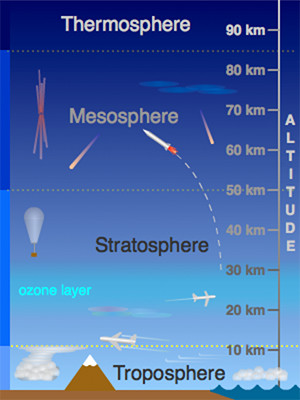 Thermosphere
90 km
80 km
70 km
Mesosphere
60 km
50 km
40 km
Stratosphere
30 km
ozone layer
20 km
10 km
Troposphere
ALTITUDE